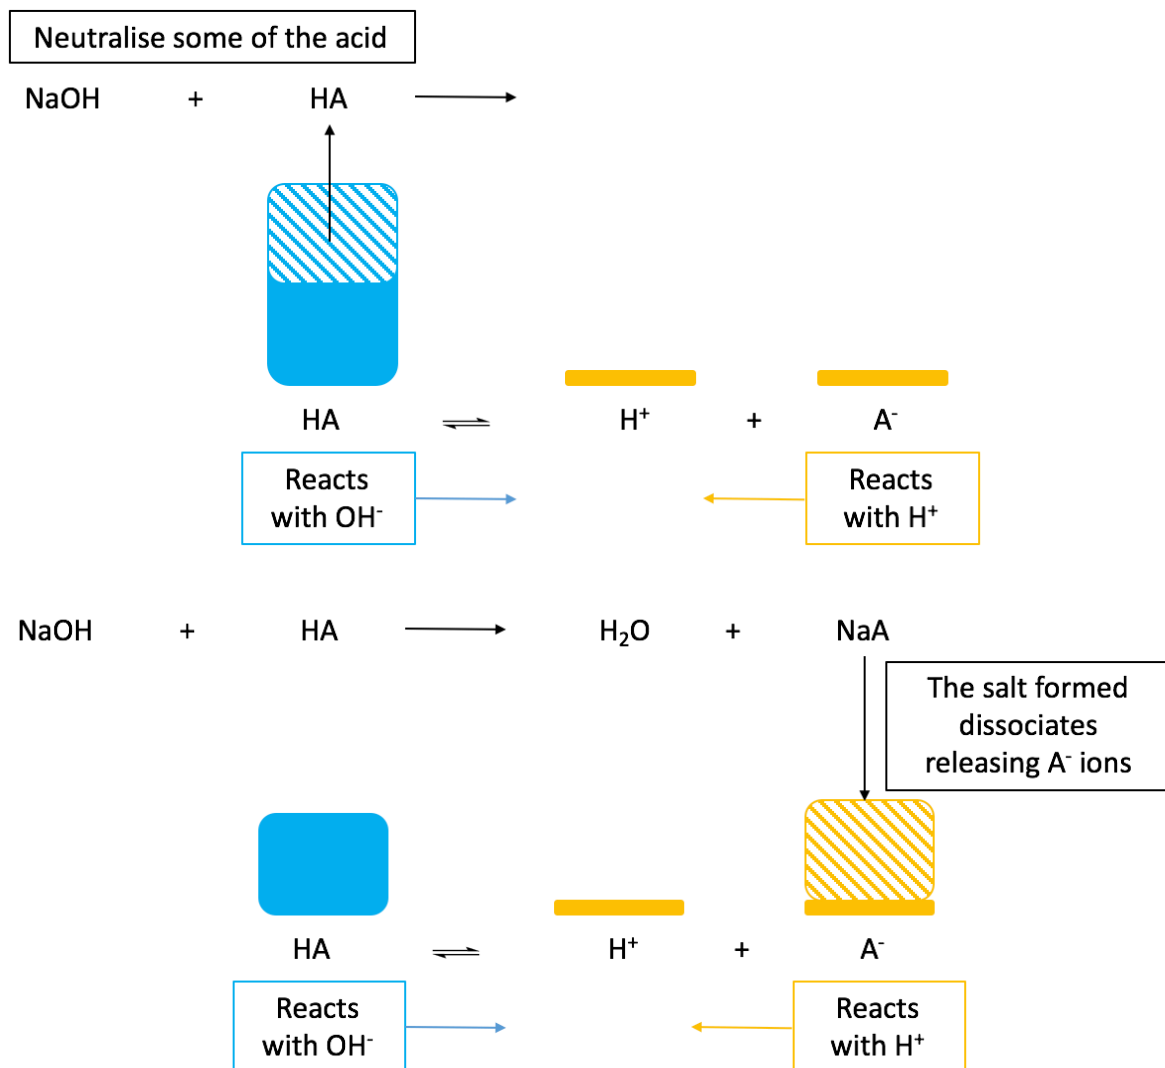 Neutralise some of the acid
NaOH + HA ⟶
HA ⇌ H⁺ + A⁻
Reacts
with OH⁻
Reacts
with H⁺
NaOH + HA ⟶ H₂O + NaA
The salt formed
dissociates
releasing A⁻ ions
HA ⇌ H⁺ + A⁻
Reacts
with OH⁻
Reacts
with H⁺